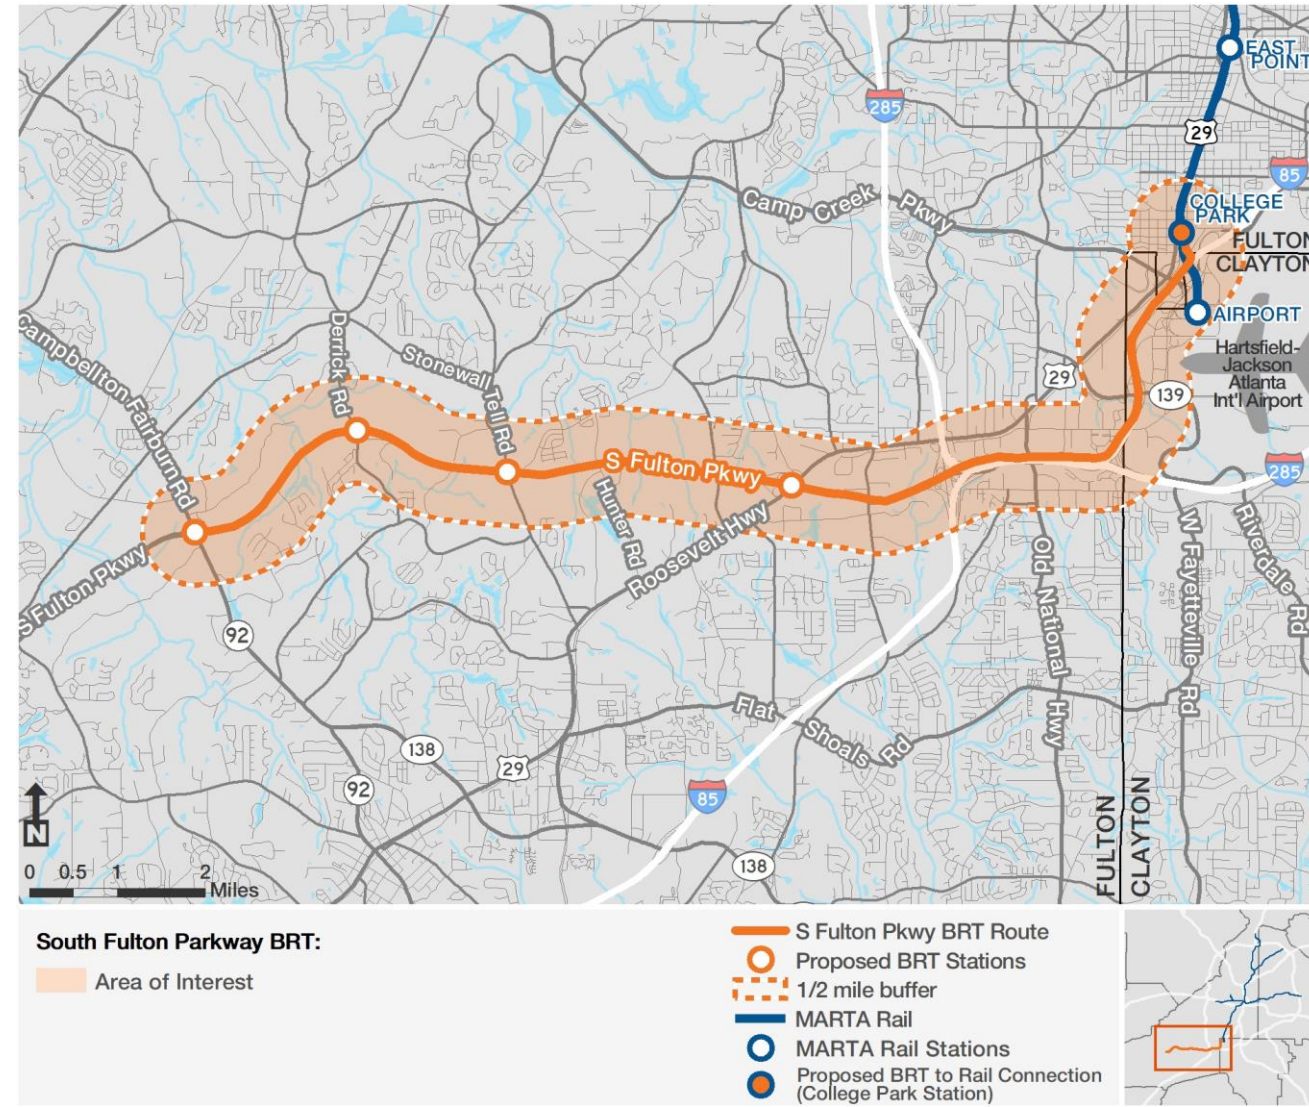 EAST
POINT
285
29
85
COLLEGE
PARK
Camp Creek Pkwy
FULTON
CLAYTON
AIRPORT
Hartsfield-
Jackson
Atlanta
Int'l Airport
Campbellton Fairburn Rd
Derrick Rd
Stonewall Tell Rd
29
139
S Fulton Pkwy
285
Hunter Rd
Roosevelt Hwy
Old National Hwy
W Fayetteville Rd
Riverdale Rd
S Fulton Pkwy
92
138
29
92
Flat Shoals Rd
85
138
FULTON
CLAYTON
N
0 0.5 1 2
Miles
South Fulton Parkway BRT:
Area of Interest
S Fulton Pkwy BRT Route
Proposed BRT Stations
1/2 mile buffer
MARTA Rail
MARTA Rail Stations
Proposed BRT to Rail Connection
(College Park Station)